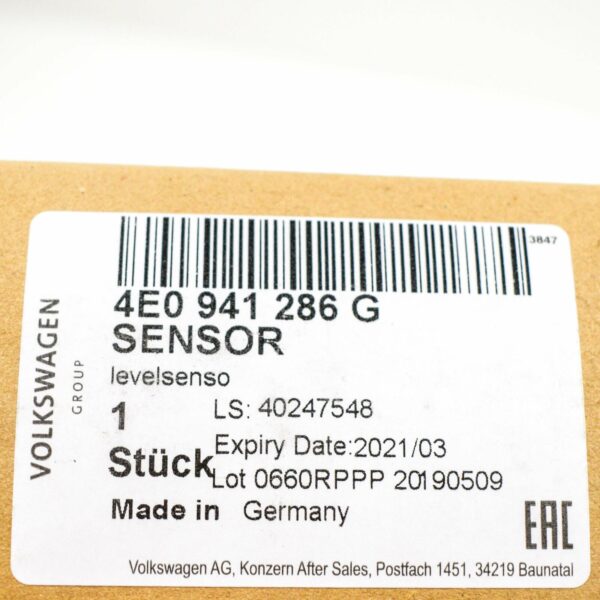 3847
4E0 941 286 G
SENSOR
levelsenso
1
LS: 40247548
Expiry Date:2021/03
Stück
Lot 0660RPPP 20190509
Made in Germany
EAC
Volkswagen AG, Konzern After Sales, Postfach 1451, 34219 Baunatal
VOLKSWAGEN
GROUP